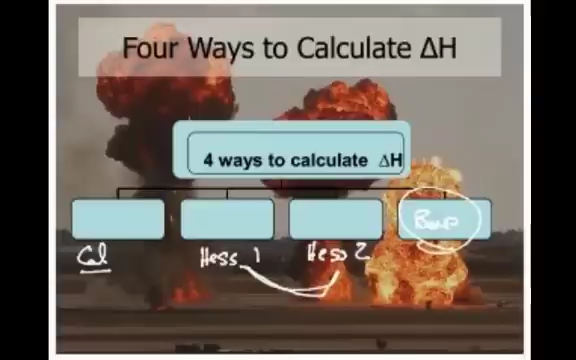 Four Ways to Calculate ΔH
4 ways to calculate ΔH
Bond
Cal Hess 1 Hess 2